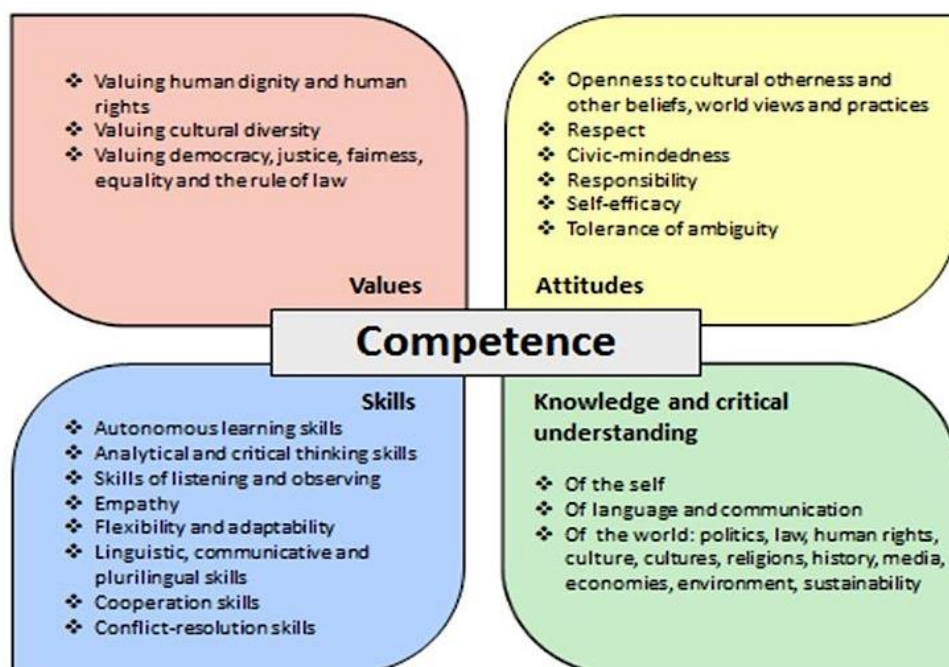 ❖ Valuing human dignity and human
rights
❖ Valuing cultural diversity
❖ Valuing democracy, justice, fairness,
equality and the rule of law
Values
❖ Openness to cultural otherness and
other beliefs, world views and practices
❖ Respect
❖ Civic-mindedness
❖ Responsibility
❖ Self-efficacy
❖ Tolerance of ambiguity
Attitudes
Competence
Skills
❖ Autonomous learning skills
❖ Analytical and critical thinking skills
❖ Skills of listening and observing
❖ Empathy
❖ Flexibility and adaptability
❖ Linguistic, communicative and
plurilingual skills
❖ Cooperation skills
❖ Conflict-resolution skills
Knowledge and critical
understanding
❖ Of the self
❖ Of language and communication
❖ Of the world: politics, law, human rights,
culture, cultures, religions, history, media,
economies, environment, sustainability